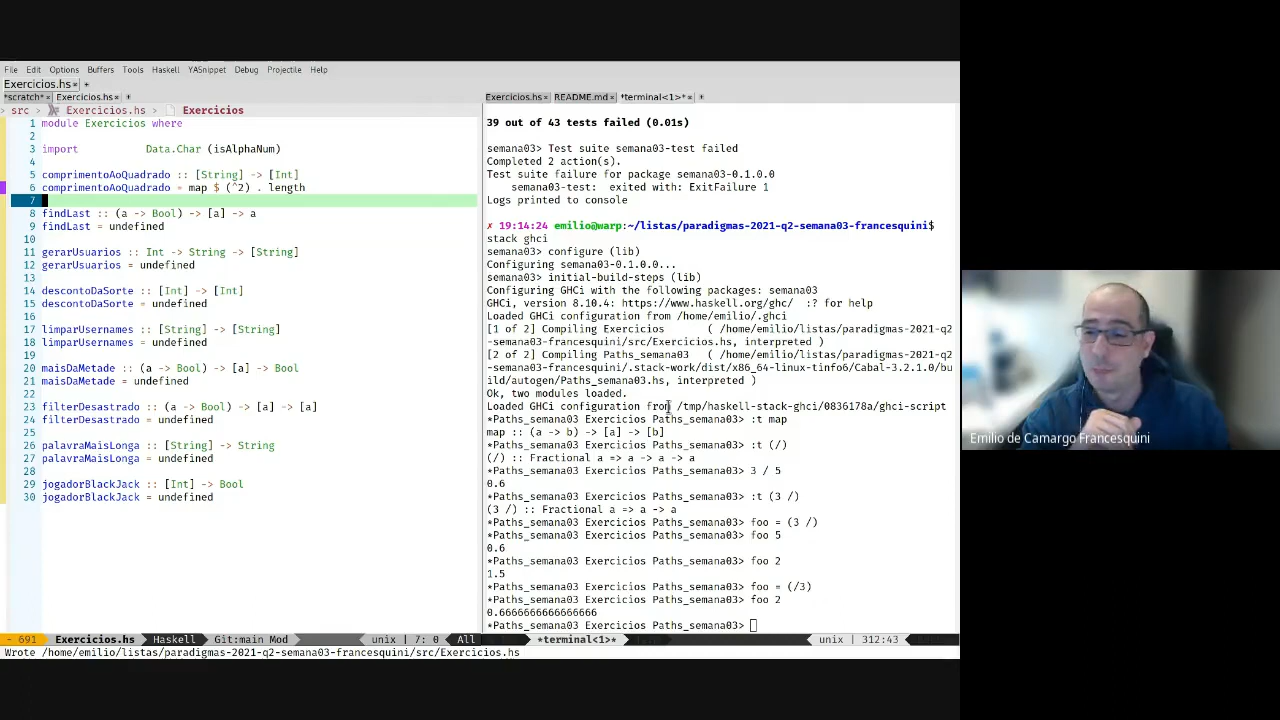 File Edit Options Buffers Tools Haskell YASnippet Debug Projectile Help
Exercicios.hs× +
*scratch*× Exercicios.hs× +
src > Exercicios.hs > Exercicios
1 module Exercicios where
2
3 import Data.Char (isAlphaNum)
4
5 comprimentoAoQuadrado :: [String] -> [Int]
6 comprimentoAoQuadrado = map $ (^2) . length
7
8 findLast :: (a -> Bool) -> [a] -> a
9 findLast = undefined
10
11 gerarUsuarios :: Int -> String -> [String]
12 gerarUsuarios = undefined
13
14 descontoDaSorte :: [Int] -> [Int]
15 descontoDaSorte = undefined
16
17 limparUsernames :: [String] -> [String]
18 limparUsernames = undefined
19
20 maisDaMetade :: (a -> Bool) -> [a] -> Bool
21 maisDaMetade = undefined
22
23 filterDesastrado :: (a -> Bool) -> [a] -> [a]
24 filterDesastrado = undefined
25
26 palavraMaisLonga :: [String] -> String
27 palavraMaisLonga = undefined
28
29 jogadorBlackJack :: [Int] -> Bool
30 jogadorBlackJack = undefined
- 691 Exercicios.hs Haskell Git:main Mod unix | 7: 0 All
Wrote /home/emilio/listas/paradigmas-2021-q2-semana03-francesquini/src/Exercicios.hs
Exercicios.hs× README.md× *terminal<1>*× +
39 out of 43 tests failed (0.01s)
semana03> Test suite semana03-test failed
Completed 2 action(s).
Test suite failure for package semana03-0.1.0.0
semana03-test: exited with: ExitFailure 1
Logs printed to console
✗ 19:14:24 emilio@warp:~/listas/paradigmas-2021-q2-semana03-francesquini$
stack ghci
semana03> configure (lib)
Configuring semana03-0.1.0.0...
semana03> initial-build-steps (lib)
Configuring GHCi with the following packages: semana03
GHCi, version 8.10.4: https://www.haskell.org/ghc/ :? for help
Loaded GHCi configuration from /home/emilio/.ghci
[1 of 2] Compiling Exercicios ( /home/emilio/listas/paradigmas-2021-q2
-semana03-francesquini/src/Exercicios.hs, interpreted )
[2 of 2] Compiling Paths_semana03 ( /home/emilio/listas/paradigmas-2021-q2
-semana03-francesquini/.stack-work/dist/x86_64-linux-tinfo6/Cabal-3.2.1.0/bu
ild/autogen/Paths_semana03.hs, interpreted )
Ok, two modules loaded.
Loaded GHCi configuration from /tmp/haskell-stack-ghci/0836178a/ghci-script
*Paths_semana03 Exercicios Paths_semana03> :t map
map :: (a -> b) -> [a] -> [b]
*Paths_semana03 Exercicios Paths_semana03> :t (/)
(/) :: Fractional a => a -> a -> a
*Paths_semana03 Exercicios Paths_semana03> 3 / 5
0.6
*Paths_semana03 Exercicios Paths_semana03> :t (3 /)
(3 /) :: Fractional a => a -> a
*Paths_semana03 Exercicios Paths_semana03> foo = (3 /)
*Paths_semana03 Exercicios Paths_semana03> foo 5
0.6
*Paths_semana03 Exercicios Paths_semana03> foo 2
1.5
*Paths_semana03 Exercicios Paths_semana03> foo = (/3)
*Paths_semana03 Exercicios Paths_semana03> foo 2
0.6666666666666666
*Paths_semana03 Exercicios Paths_semana03>
*terminal<1>* unix | 312:43
Emilio de Camargo Francesquini